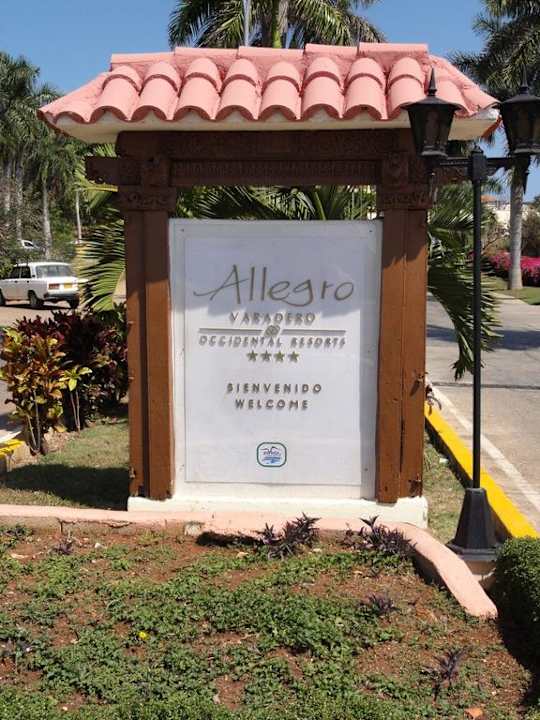 Allegro
VARADERO
OCCIDENTAL RESORTS
BIENVENIDO
WELCOME